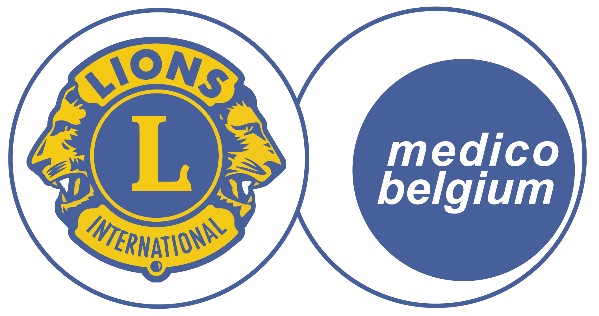 LIONS
L
INTERNATIONAL
medico
belgium